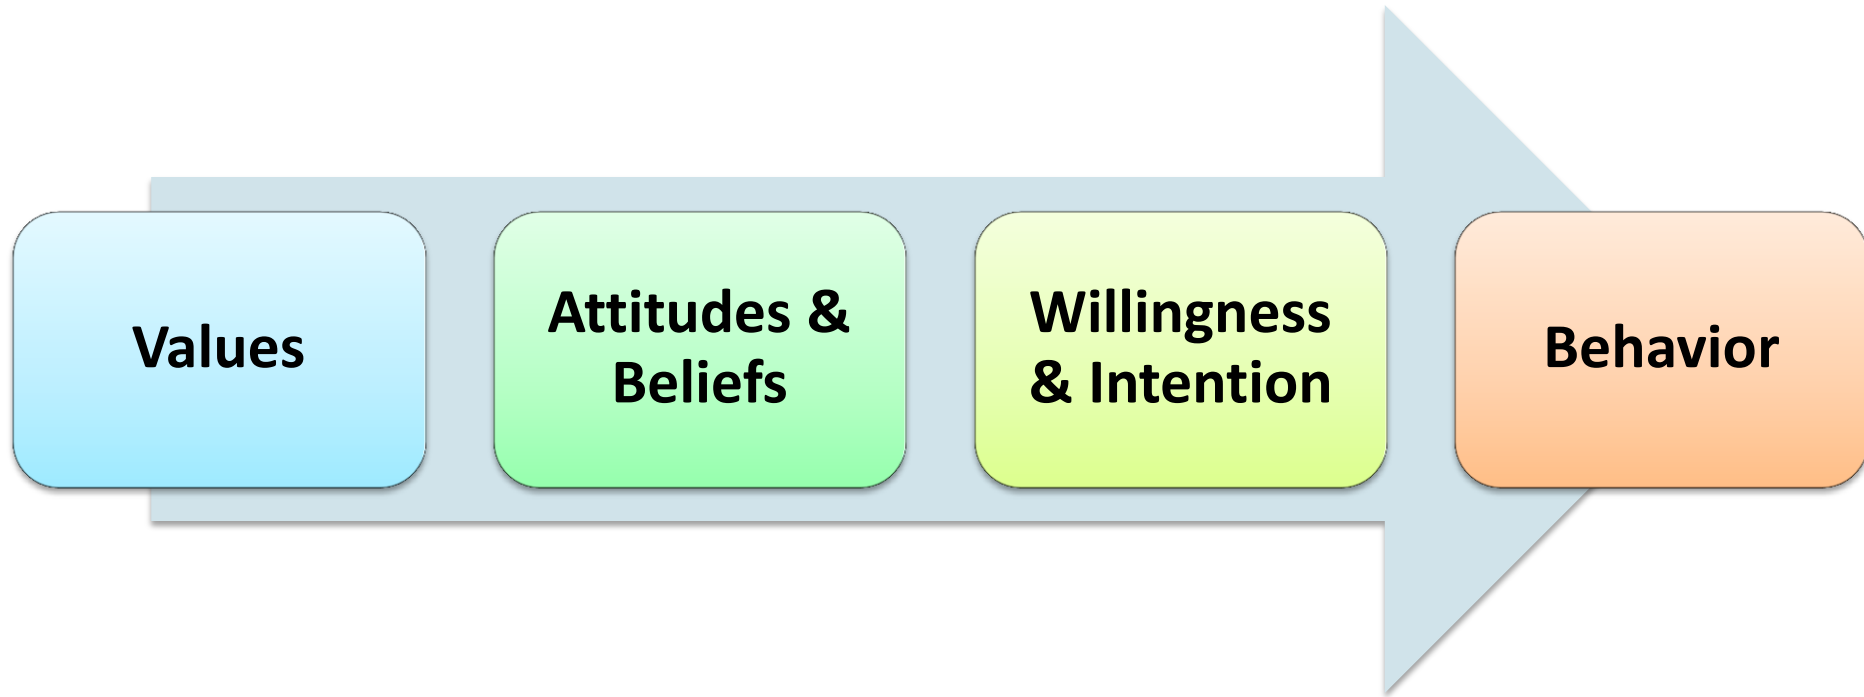 Values
Attitudes &
Beliefs
Willingness
& Intention
Behavior